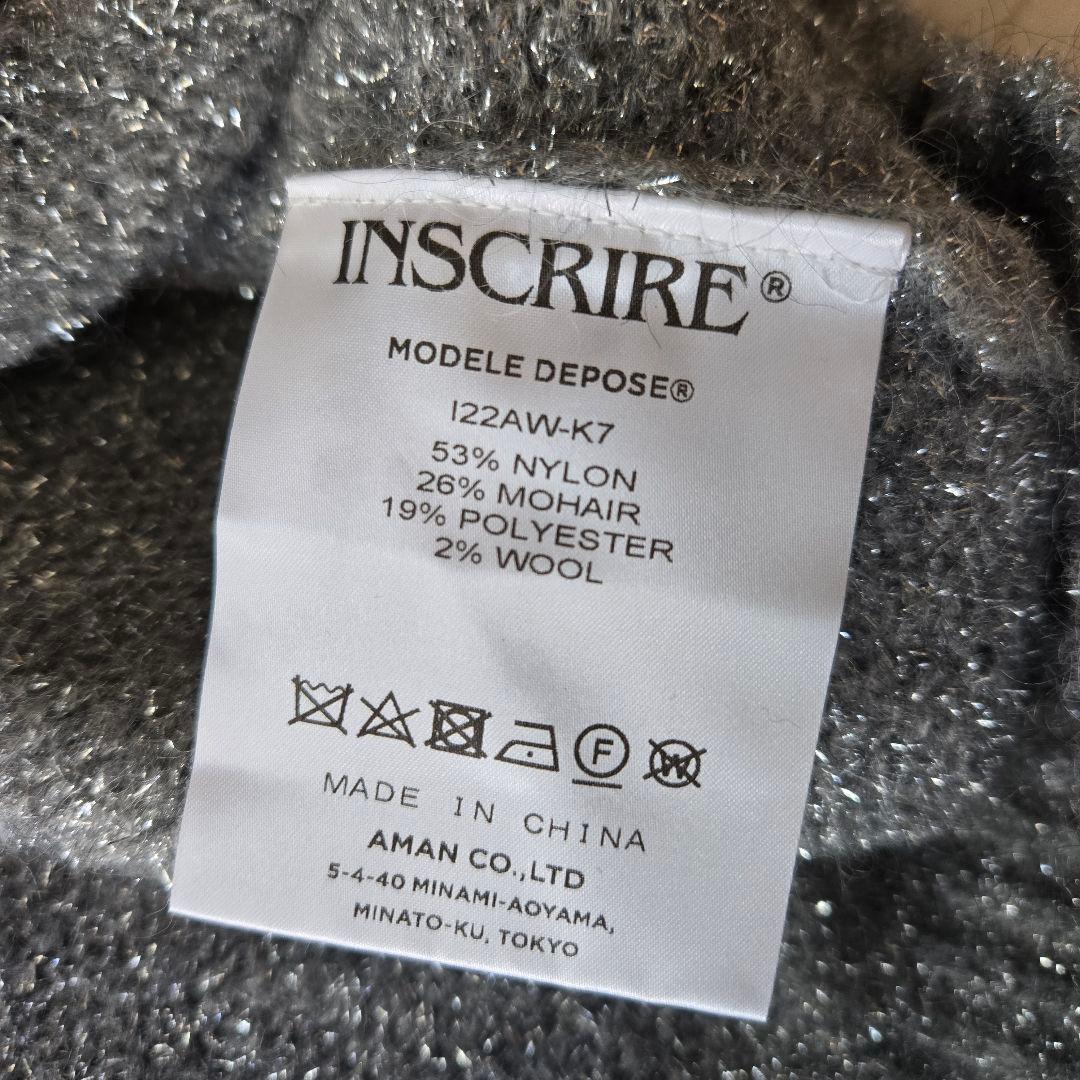 INSCRIRE®
MODELE DEPOSE®
I22AW-K7
53% NYLON
26% MOHAIR
19% POLYESTER
2% WOOL
F W
MADE IN CHINA
AMAN CO.,LTD
5-4-40 MINAMI-AOYAMA,
MINATO-KU, TOKYO